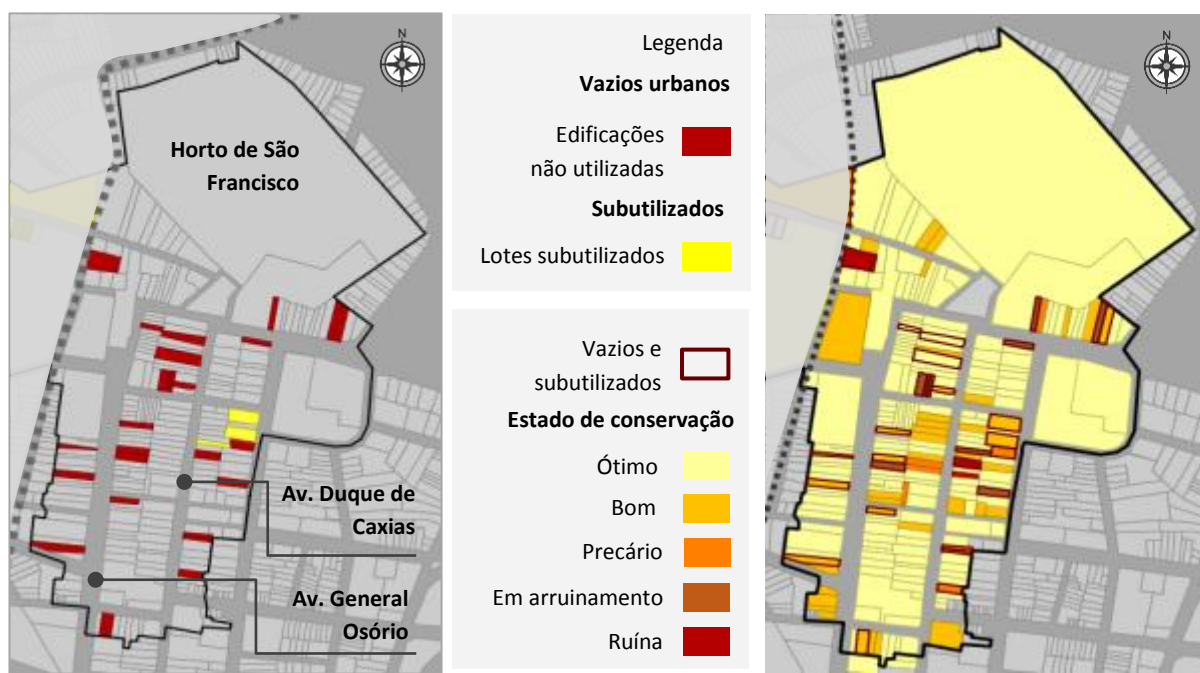 N
Horto de São
Francisco
Av. Duque de
Caxias
Av. General
Osório
Legenda
Vazios urbanos
Edificações
não utilizadas
Subutilizados
Lotes subutilizados
Vazios e
subutilizados
Estado de conservação
Ótimo
Bom
Precário
Em arruinamento
Ruína
N